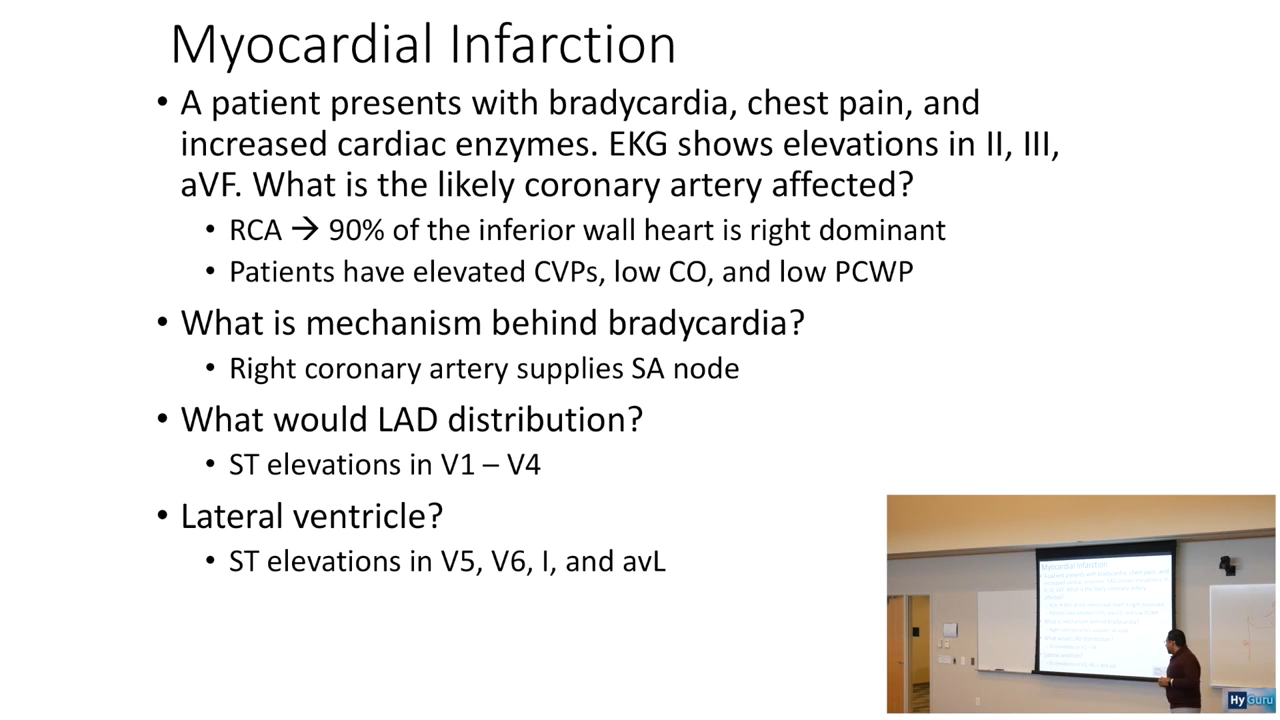 Myocardial Infarction
• A patient presents with bradycardia, chest pain, and
increased cardiac enzymes. EKG shows elevations in II, III,
aVF. What is the likely coronary artery affected?
• RCA → 90% of the inferior wall heart is right dominant
• Patients have elevated CVPs, low CO, and low PCWP
• What is mechanism behind bradycardia?
• Right coronary artery supplies SA node
• What would LAD distribution?
• ST elevations in V1 – V4
• Lateral ventricle?
• ST elevations in V5, V6, I, and avL
Myocardial Infarction
HyGuru